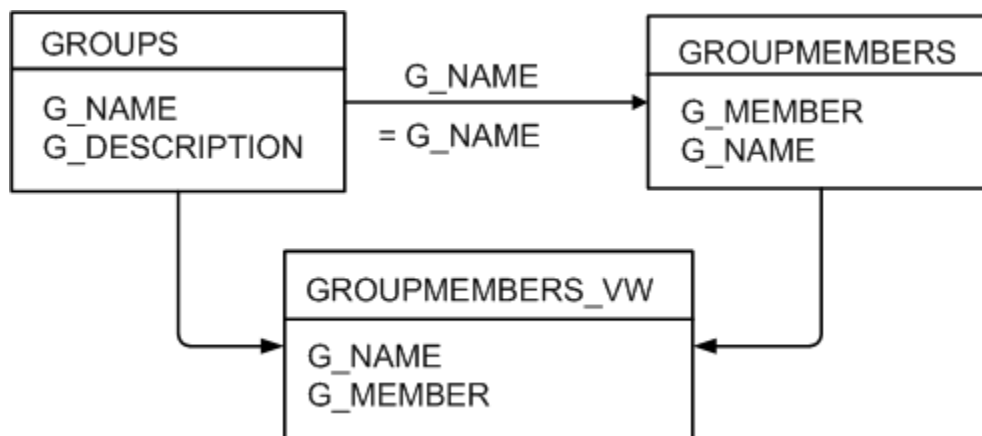 GROUPS
G_NAME
G_DESCRIPTION
G_NAME
= G_NAME
GROUPMEMBERS
G_MEMBER
G_NAME
GROUPMEMBERS_VW
G_NAME
G_MEMBER